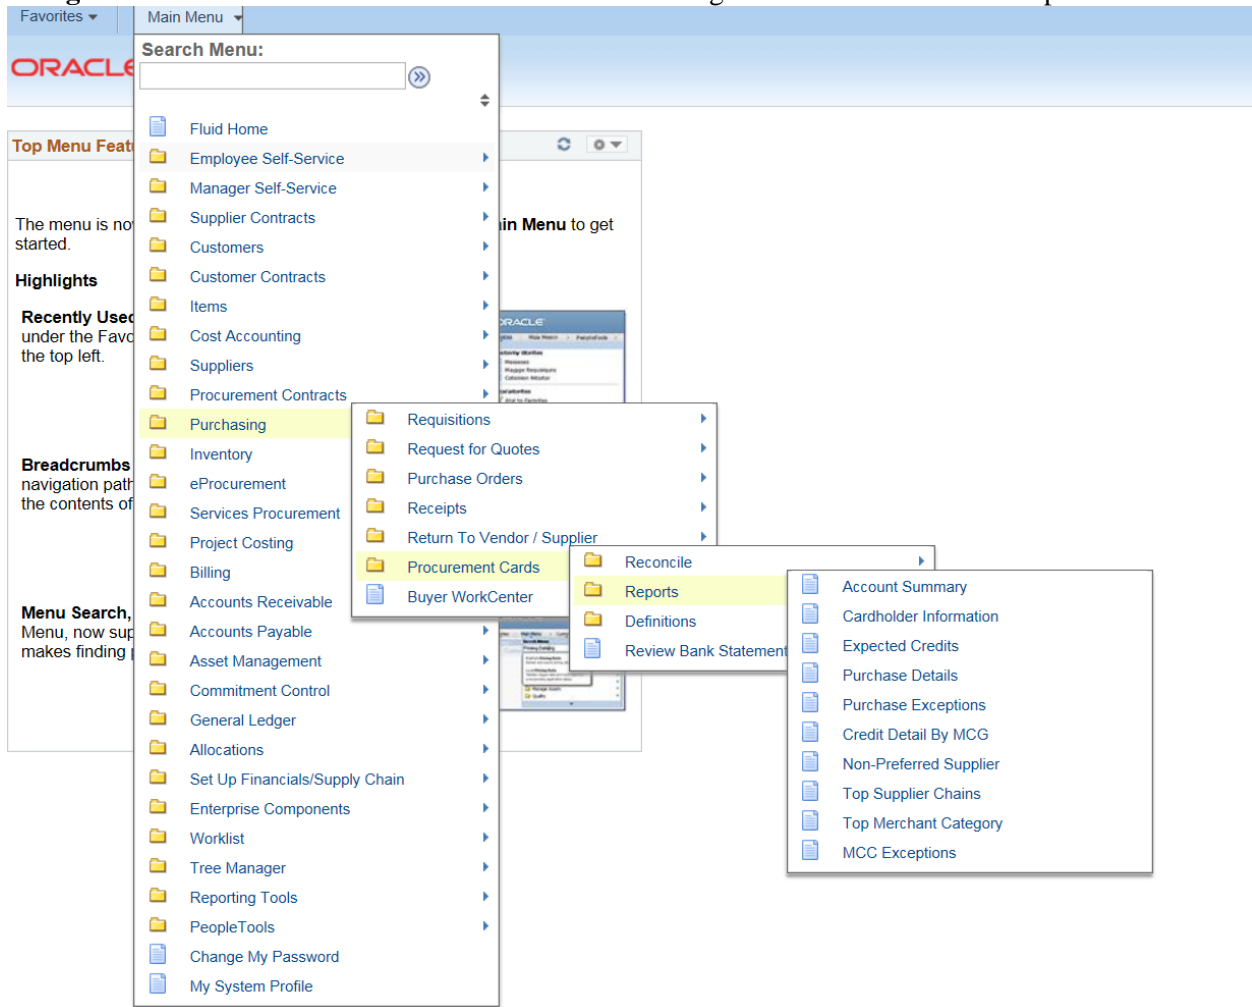 Favorites
Main Menu
ORACLE
Search Menu:
Top Menu Feat
The menu is no
in Menu to get
started.
Highlights
Recently Used
under the Favo
the top left.
Breadcrumbs
navigation path
the contents of
Menu Search,
Menu, now sup
makes finding
Fluid Home
Employee Self-Service
Manager Self-Service
Supplier Contracts
Customers
Customer Contracts
Items
Cost Accounting
Suppliers
Procurement Contracts
Purchasing
Inventory
eProcurement
Services Procurement
Project Costing
Billing
Accounts Receivable
Accounts Payable
Asset Management
Commitment Control
General Ledger
Allocations
Set Up Financials/Supply Chain
Enterprise Components
Worklist
Tree Manager
Reporting Tools
PeopleTools
Change My Password
My System Profile
Requisitions
Request for Quotes
Purchase Orders
Receipts
Return To Vendor / Supplier
Procurement Cards
Buyer WorkCenter
Reconcile
Reports
Definitions
Review Bank Statement
Account Summary
Cardholder Information
Expected Credits
Purchase Details
Purchase Exceptions
Credit Detail By MCG
Non-Preferred Supplier
Top Supplier Chains
Top Merchant Category
MCC Exceptions